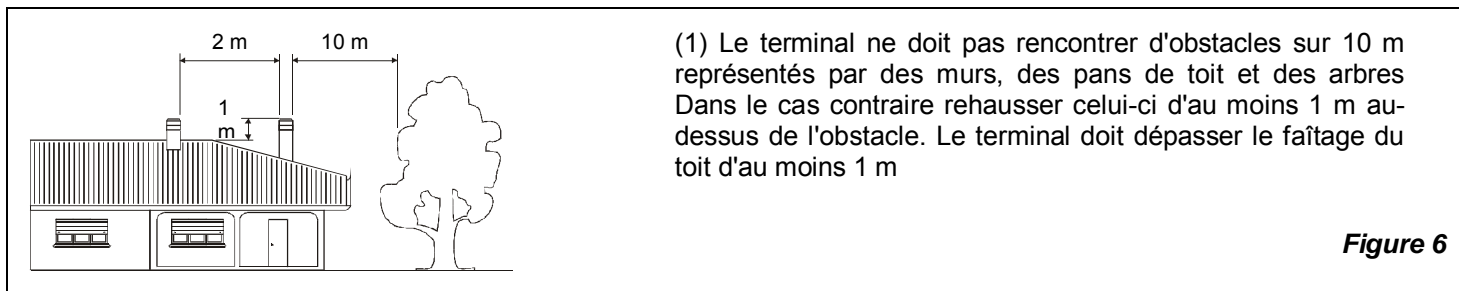 2 m
10 m
1
m
(1) Le terminal ne doit pas rencontrer d'obstacles sur 10 m
représentés par des murs, des pans de toit et des arbres
Dans le cas contraire rehausser celui-ci d'au moins 1 m au-
dessus de l'obstacle. Le terminal doit dépasser le faîtage du
toit d'au moins 1 m
Figure 6